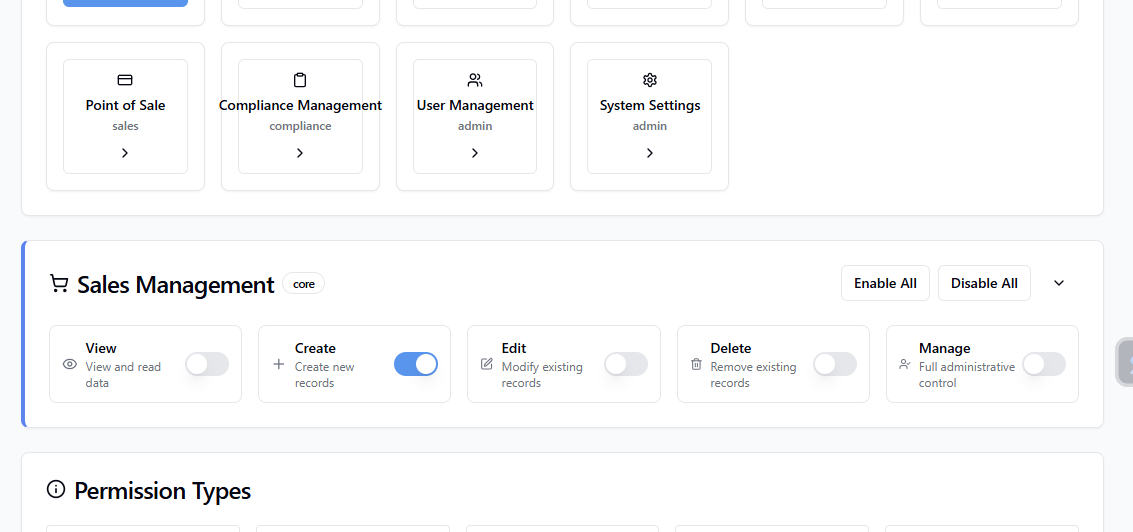 Point of Sale
sales
Compliance Management
compliance
User Management
admin
System Settings
admin
Sales Management
core
Enable All
Disable All
View
View and read
data
Create
Create new
records
Edit
Modify existing
records
Delete
Remove existing
records
Manage
Full administrative
control
Permission Types